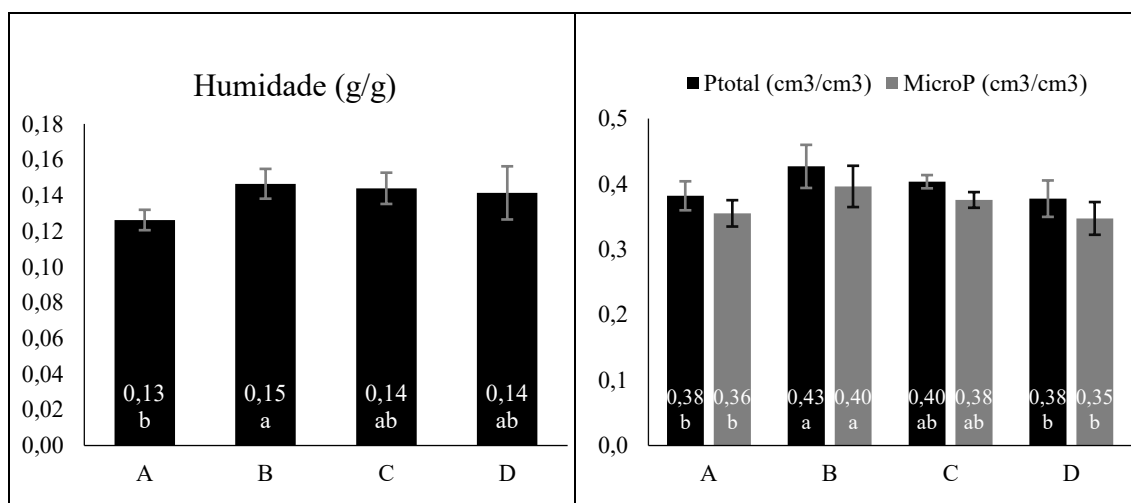 Humidade (g/g)
0,18
0,16
0,14
0,12
0,10
0,08
0,06
0,04
0,02
0,00
0,13
b
0,15
a
0,14
ab
0,14
ab
A B C D
Ptotal (cm3/cm3) MicroP (cm3/cm3)
0,5
0,4
0,3
0,2
0,1
0,0
0,38 0,36 0,43 0,40 0,40 0,38 0,38 0,35
b b a a ab ab b b
A B C D